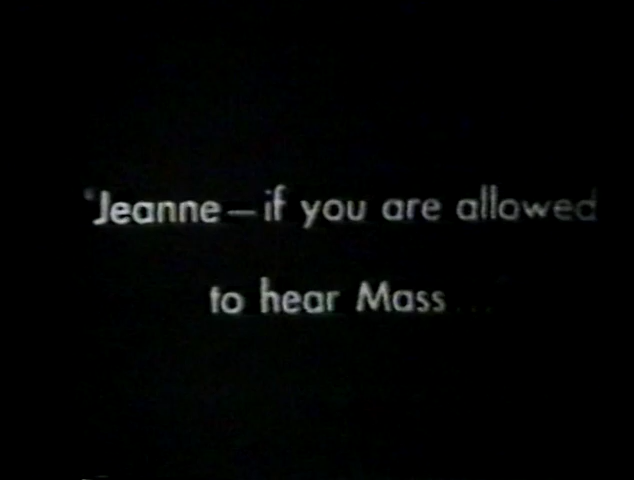 "Jeanne — if you are allowed
to hear Mass . . . "